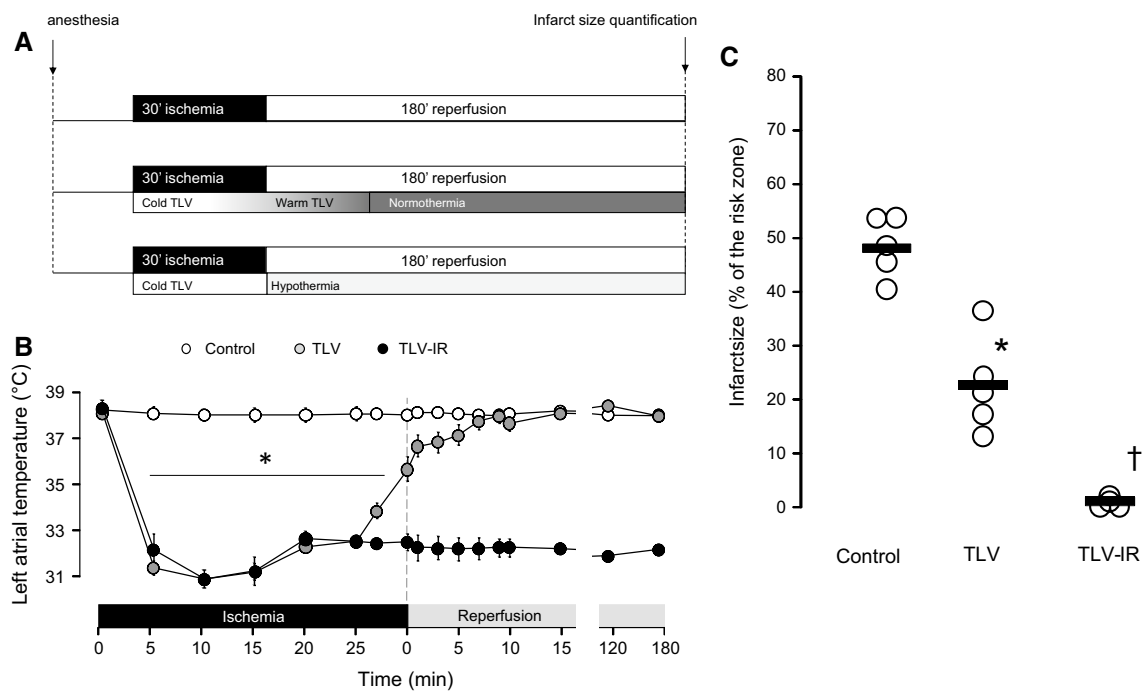 A
anesthesia
Infarct size quantification
30' ischemia
180' reperfusion
30' ischemia
180' reperfusion
Cold TLV
Warm TLV
Normothermia
30' ischemia
180' reperfusion
Cold TLV
Hypothermia
B
Control
TLV
TLV-IR
Left atrial temperature (°C)
39
37
35
33
31
*
Ischemia
Reperfusion
0 5 10 15 20 25 0 5 10 15 120 180
Time (min)
C
Infarctsize (% of the risk zone)
80
70
60
50
40
30
20
10
0
*
†
Control
TLV
TLV-IR